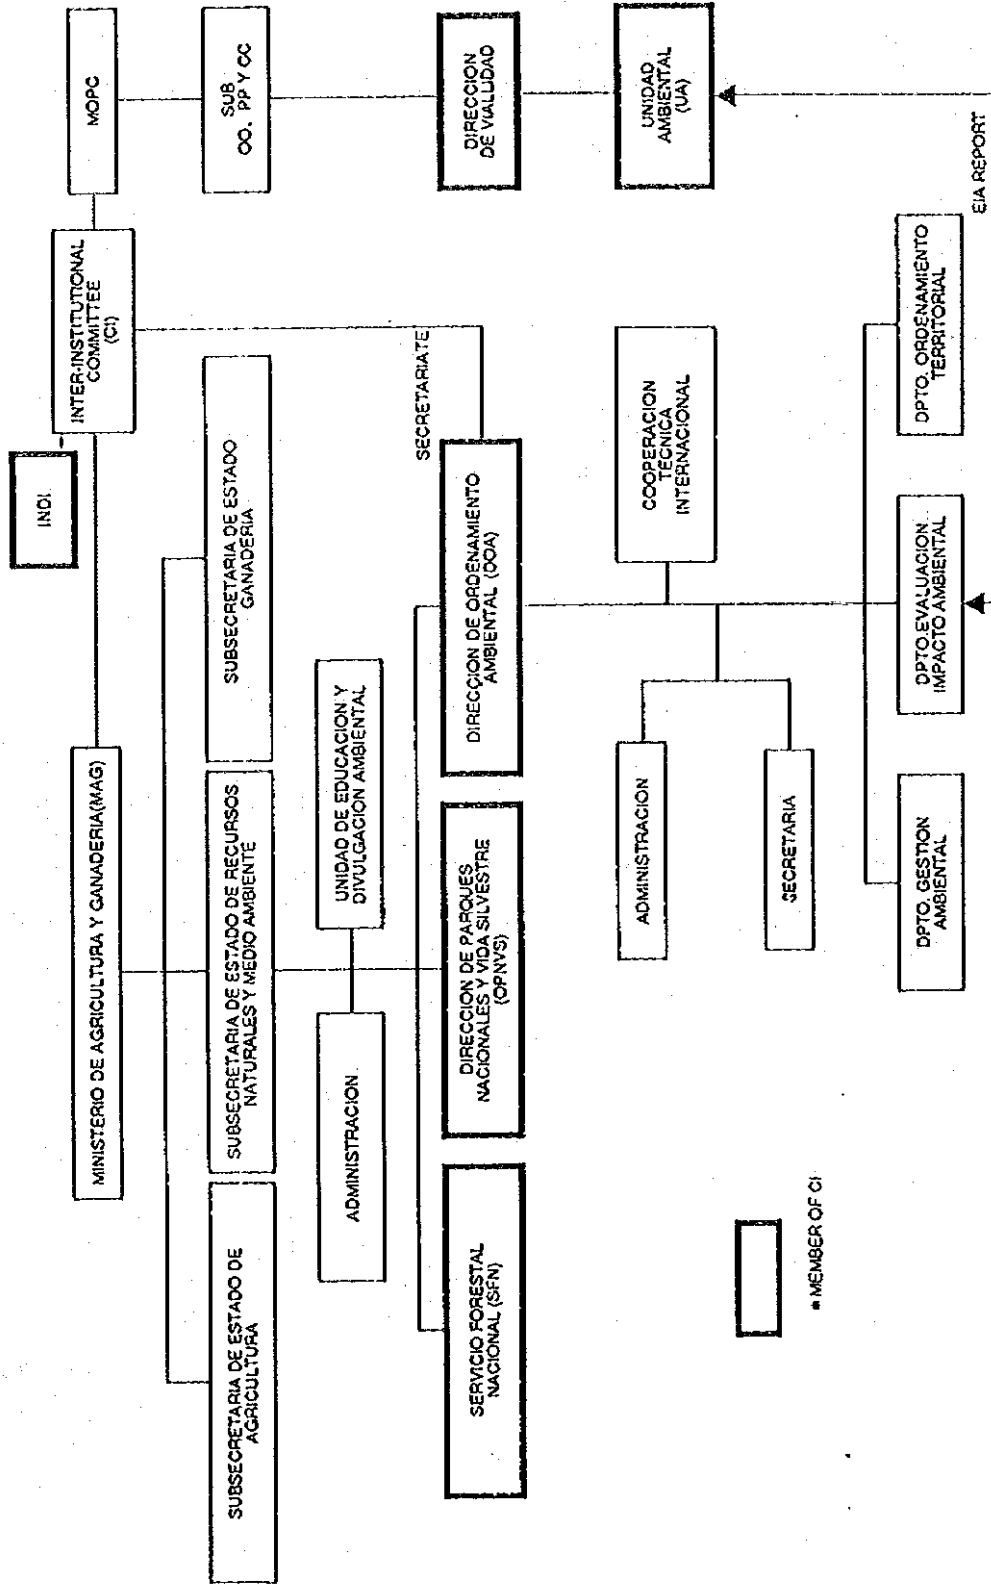 INDI
INTER-INSTITUTIONAL
COMMITTEE
(CI)
MOPC
MINISTERIO DE AGRICULTURA Y GANADERIA(MAG)
SUB
OO. PP Y CC
SUBSECRETARIA DE ESTADO DE
AGRICULTURA
SUBSECRETARIA DE ESTADO DE RECURSOS
NATURALES Y MEDIO AMBIENTE
SUBSECRETARIA DE ESTADO
GANADERIA
ADMINISTRACION
UNIDAD DE EDUCACION Y
DIVULGACION AMBIENTAL
SECRETARIATE
SERVICIO FORESTAL
NACIONAL (SFN)
DIRECCION DE PARQUES
NACIONALES Y VIDA SILVESTRE
(DPNVS)
DIRECCION DE ORDENAMIENTO
AMBIENTAL (DOA)
DIRECCION
DE VIALUDAD
ADMINISTRACION
COOPERACION
TECNICA
INTERNACIONAL
UNIDAD
AMBIENTAL
(UA)
SECRETARIA
* MEMBER OF CI
DPTO. GESTION
AMBIENTAL
DPTO.EVALUACION
IMPACTO AMBIENTAL
DPTO. ORDENAMIENTO
TERRITORIAL
EIA REPORT